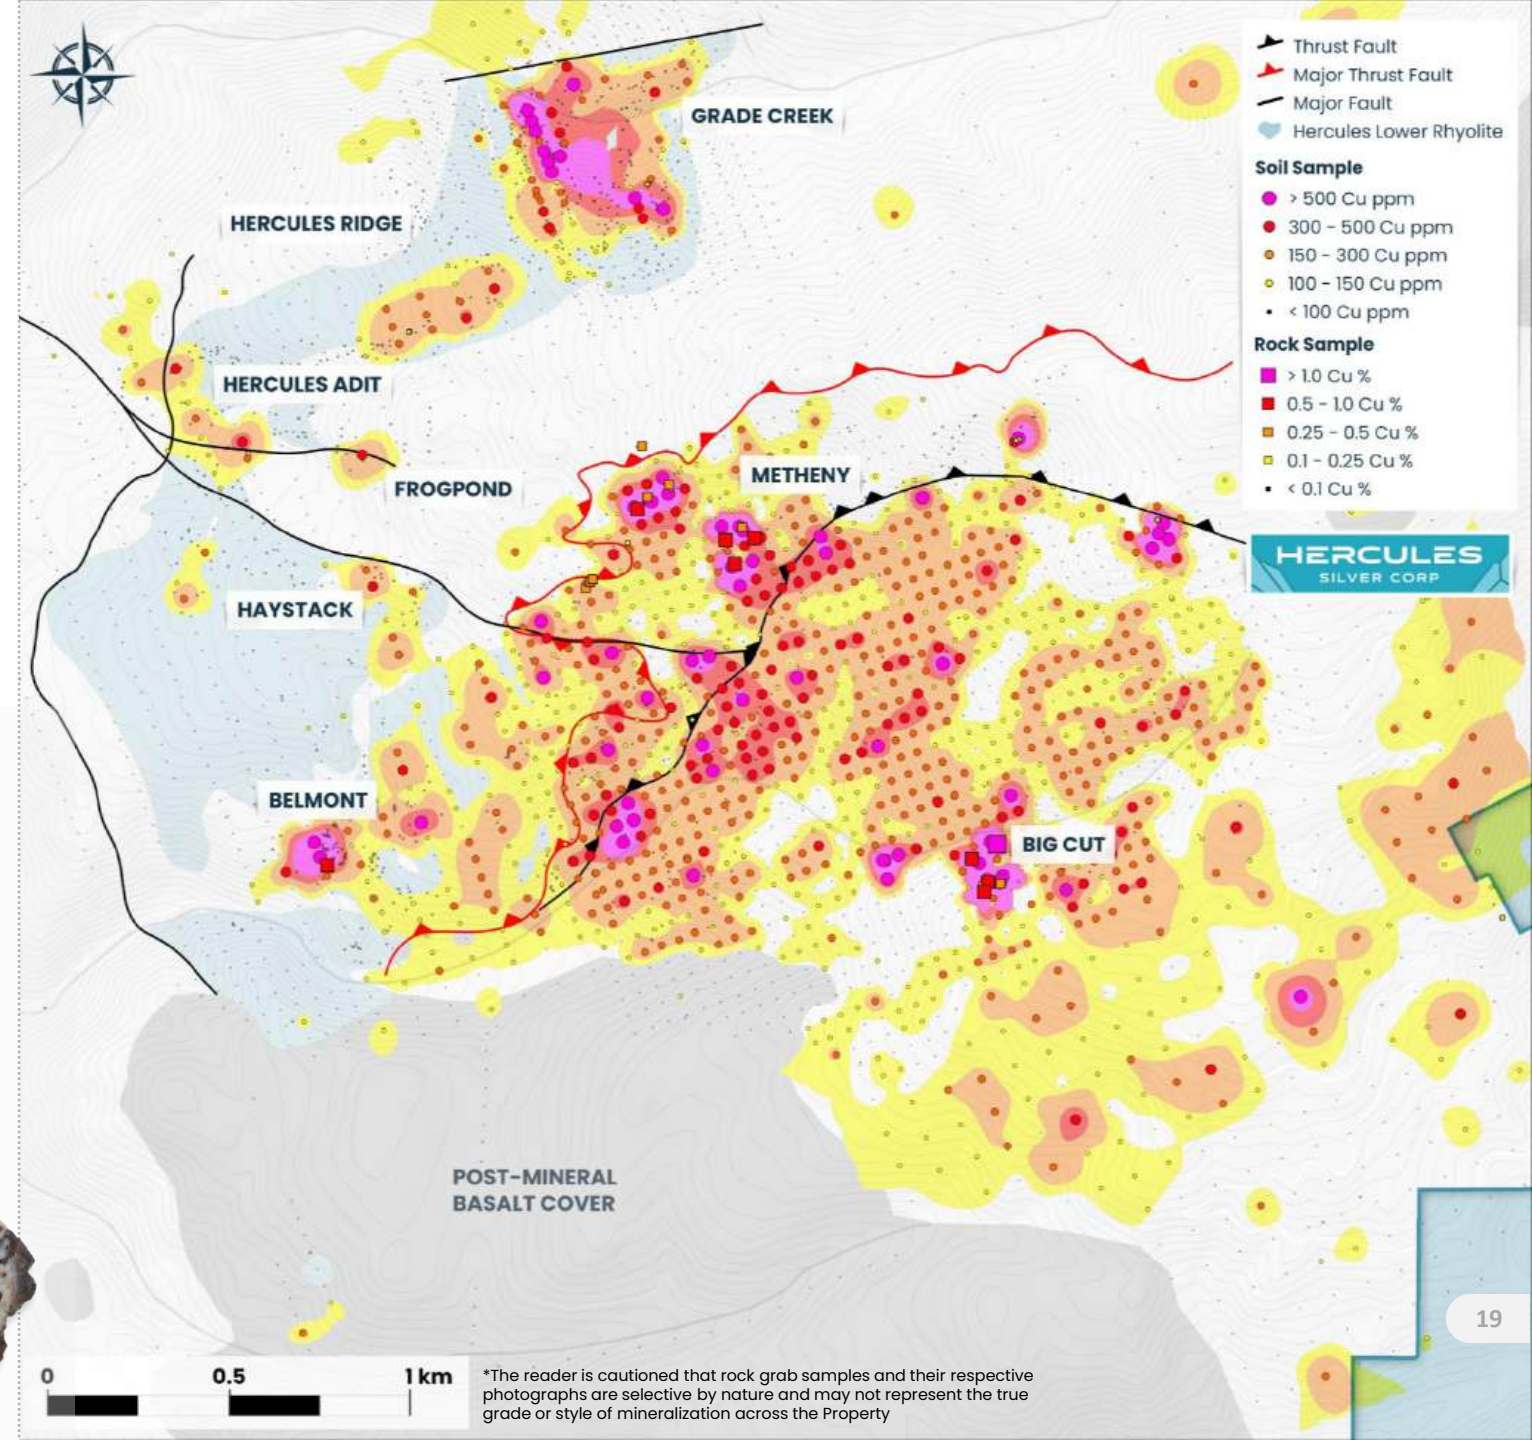 Thrust Fault
Major Thrust Fault
Major Fault
Hercules Lower Rhyolite
Soil Sample
> 500 Cu ppm
300 - 500 Cu ppm
150 - 300 Cu ppm
100 - 150 Cu ppm
< 100 Cu ppm
Rock Sample
> 1.0 Cu %
0.5 - 1.0 Cu %
0.25 - 0.5 Cu %
0.1 - 0.25 Cu %
< 0.1 Cu %
HERCULES
SILVER CORP
GRADE CREEK
HERCULES RIDGE
HERCULES ADIT
FROGPOND
METHENY
HAYSTACK
BELMONT
BIG CUT
POST-MINERAL
BASALT COVER
19
0 0.5 1 km
*The reader is cautioned that rock grab samples and their respective
photographs are selective by nature and may not represent the true
grade or style of mineralization across the Property